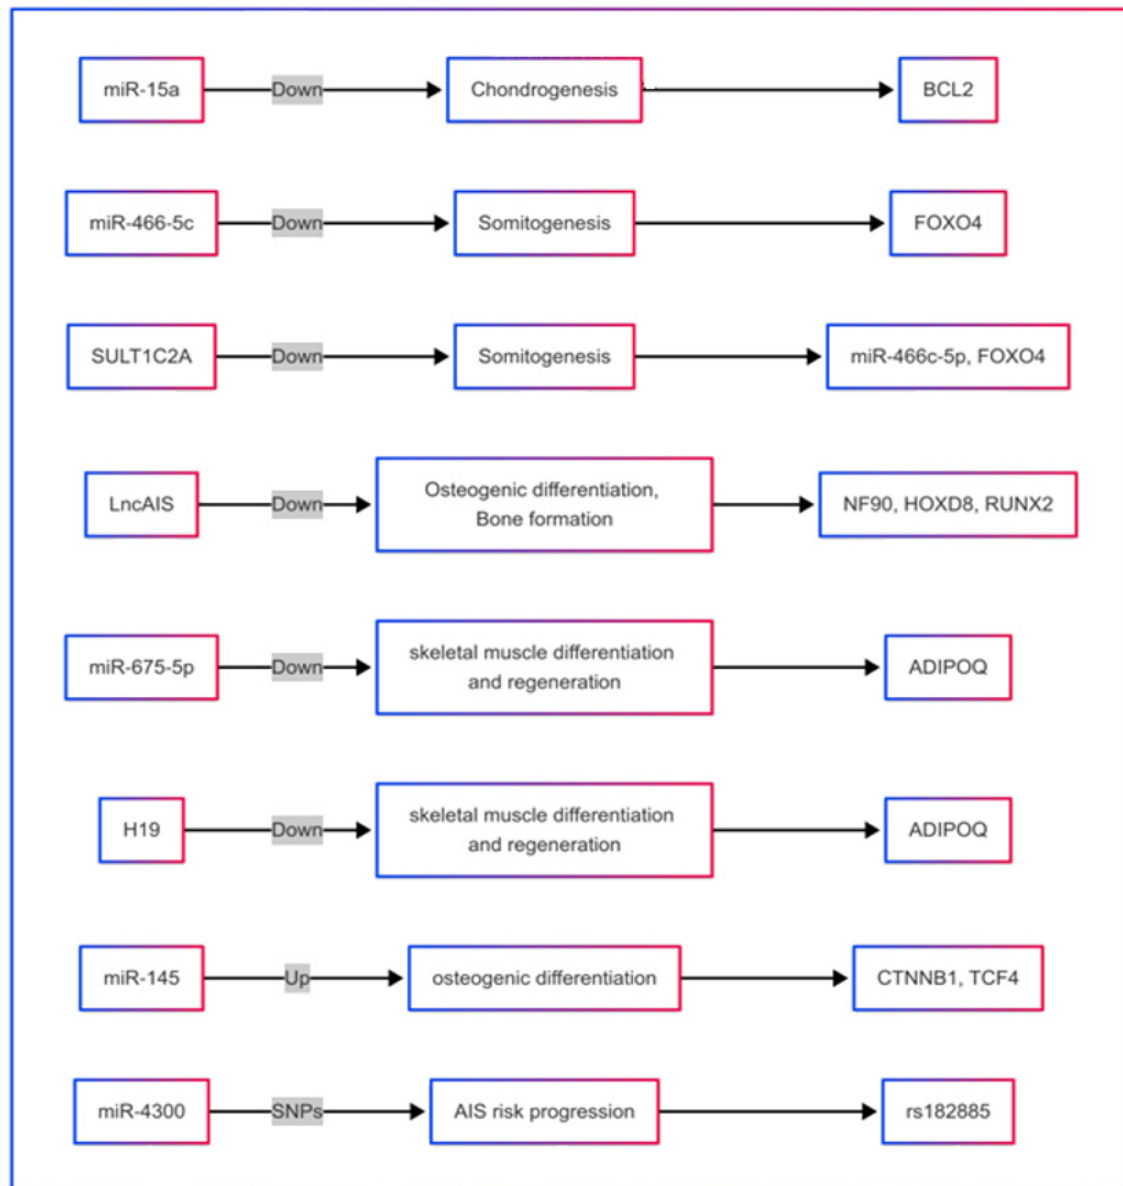 miR-15a Down Chondrogenesis BCL2
miR-466-5c Down Somitogenesis FOXO4
SULT1C2A Down Somitogenesis miR-466c-5p, FOXO4
LncAIS Down Osteogenic differentiation,
Bone formation NF90, HOXD8, RUNX2
miR-675-5p Down skeletal muscle differentiation
and regeneration ADIPOQ
H19 Down skeletal muscle differentiation
and regeneration ADIPOQ
miR-145 Up osteogenic differentiation CTNNB1, TCF4
miR-4300 SNPs AIS risk progression rs182885